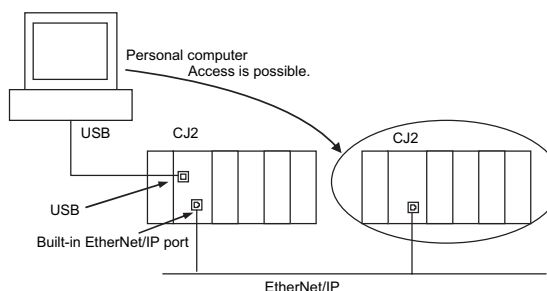 Personal computer
Access is possible.
USB
CJ2
CJ2
USB
Built-in EtherNet/IP port
EtherNet/IP